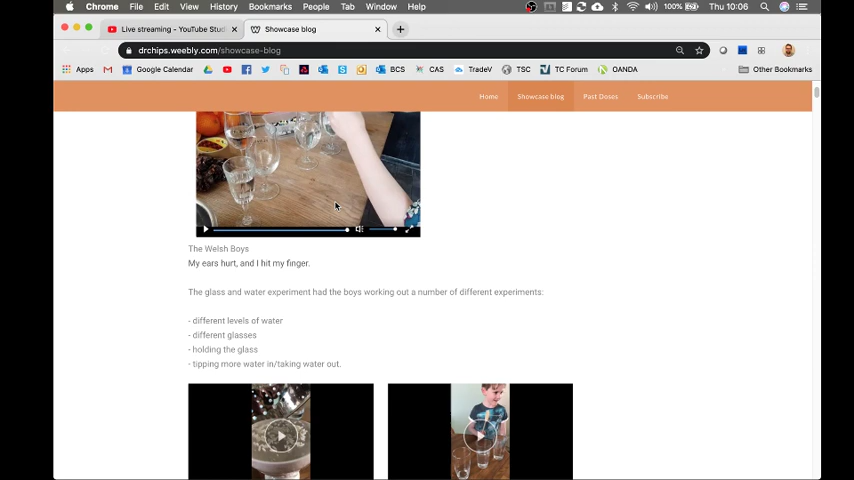 Chrome File Edit View History Bookmarks People Tab Window Help 100% Thu 10:06
Live streaming - YouTube Stud
Showcase blog
drchips.weebly.com/showcase-blog
Apps Google Calendar BCS CAS TradeV TSC TC Forum OANDA Other Bookmarks
Home Showcase blog Past Doses Subscribe
The Welsh Boys
My ears hurt, and I hit my finger.
The glass and water experiment had the boys working out a number of different experiments:
- different levels of water
- different glasses
- holding the glass
- tipping more water in/taking water out.